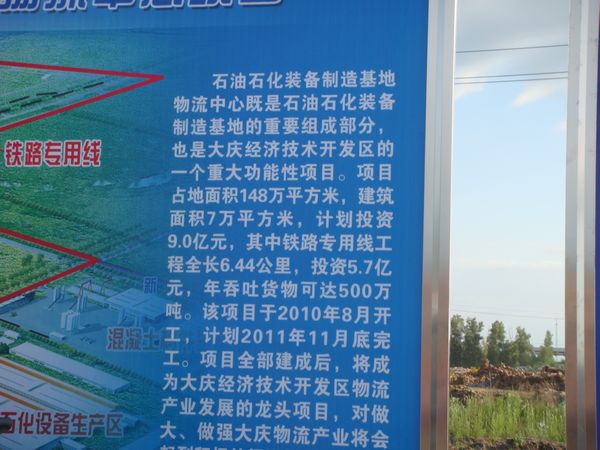 石油石化装备制造基地
物流中心既是石油石化装备
制造基地的重要组成部分，
也是大庆经济技术开发区的
一个重大功能性项目。项目
占地面积148万平方米，建筑
面积7万平方米，计划投资
9.0亿元，其中铁路专用线工
程全长6.44公里，投资5.7亿
元，年吞吐货物可达500万
吨。该项目于2010年8月开
工，计划2011年11月底完
工。项目全部建成后，将成
为大庆经济技术开发区物流
产业发展的龙头项目，对做
大、做强大庆物流产业将会
铁路专用线
新
混凝土
石化设备生产区